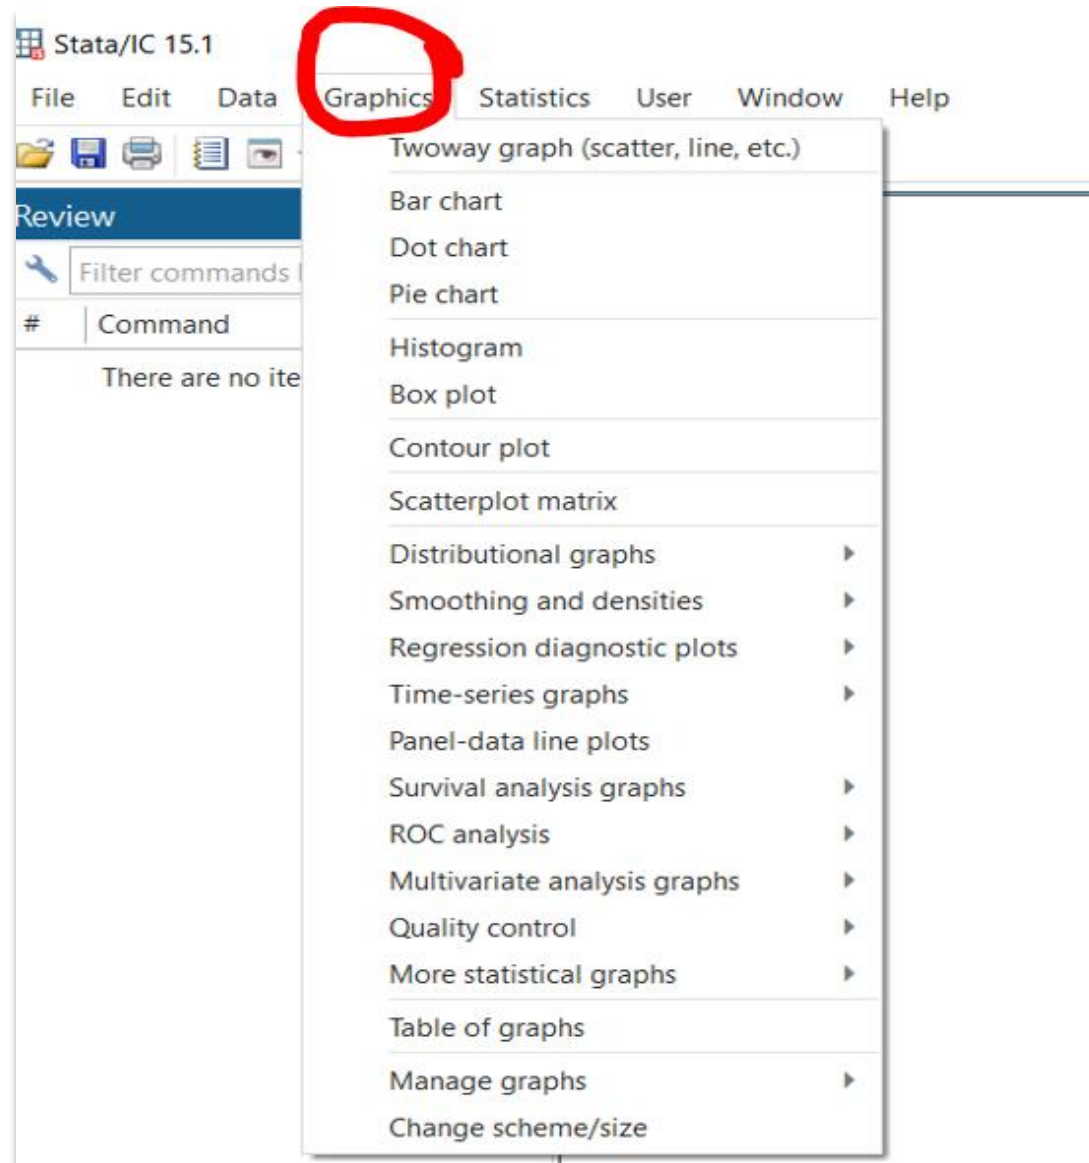 Stata/IC 15.1
File Edit Data Graphics Statistics User Window Help
Twoway graph (scatter, line, etc.)
Review
Bar chart
Filter commands
Dot chart
Pie chart
# Command
Histogram
There are no ite
Box plot
Contour plot
Scatterplot matrix
Distributional graphs
Smoothing and densities
Regression diagnostic plots
Time-series graphs
Panel-data line plots
Survival analysis graphs
ROC analysis
Multivariate analysis graphs
Quality control
More statistical graphs
Table of graphs
Manage graphs
Change scheme/size